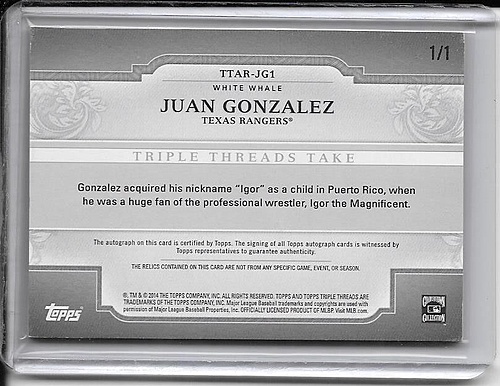 1/1
TTAR-JG1
WHITE WHALE
JUAN GONZALEZ
TEXAS RANGERS®
TRIPLE THREADS TAKE
Gonzalez acquired his nickname "Igor" as a child in Puerto Rico, when
he was a huge fan of the professional wrestler, Igor the Magnificent.
The autograph on this card is certified by Topps. The signing of all Topps autograph cards is witnessed by
Topps representatives to guarantee authenticity.
THE RELICS CONTAINED ON THIS CARD ARE NOT FROM ANY SPECIFIC GAME, EVENT, OR SEASON.
®, TM & © 2014 THE TOPPS COMPANY, INC. ALL RIGHTS RESERVED. TOPPS AND TOPPS TRIPLE THREADS ARE
TRADEMARKS OF THE TOPPS COMPANY, INC. Major League Baseball trademarks and copyrights are used with
permission of Major League Baseball Properties, Inc. OFFICIALLY LICENSED PRODUCT OF MLBP. Visit MLB.com.
Topps
COOPERSTOWN
COLLECTION